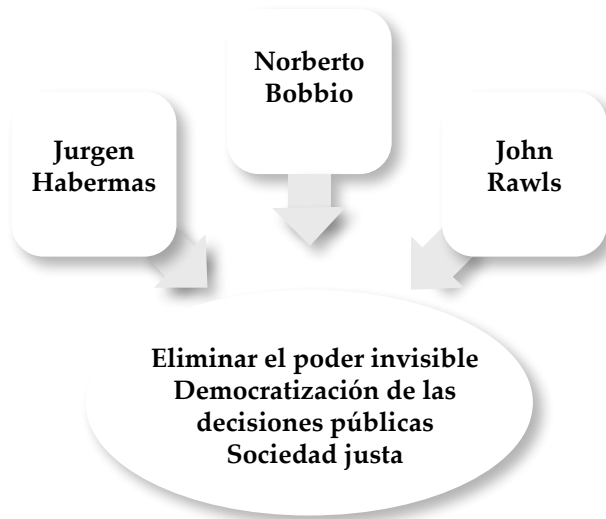 Norberto
Bobbio
Jurgen
Habermas
John
Rawls
Eliminar el poder invisible
Democratización de las
decisiones públicas
Sociedad justa